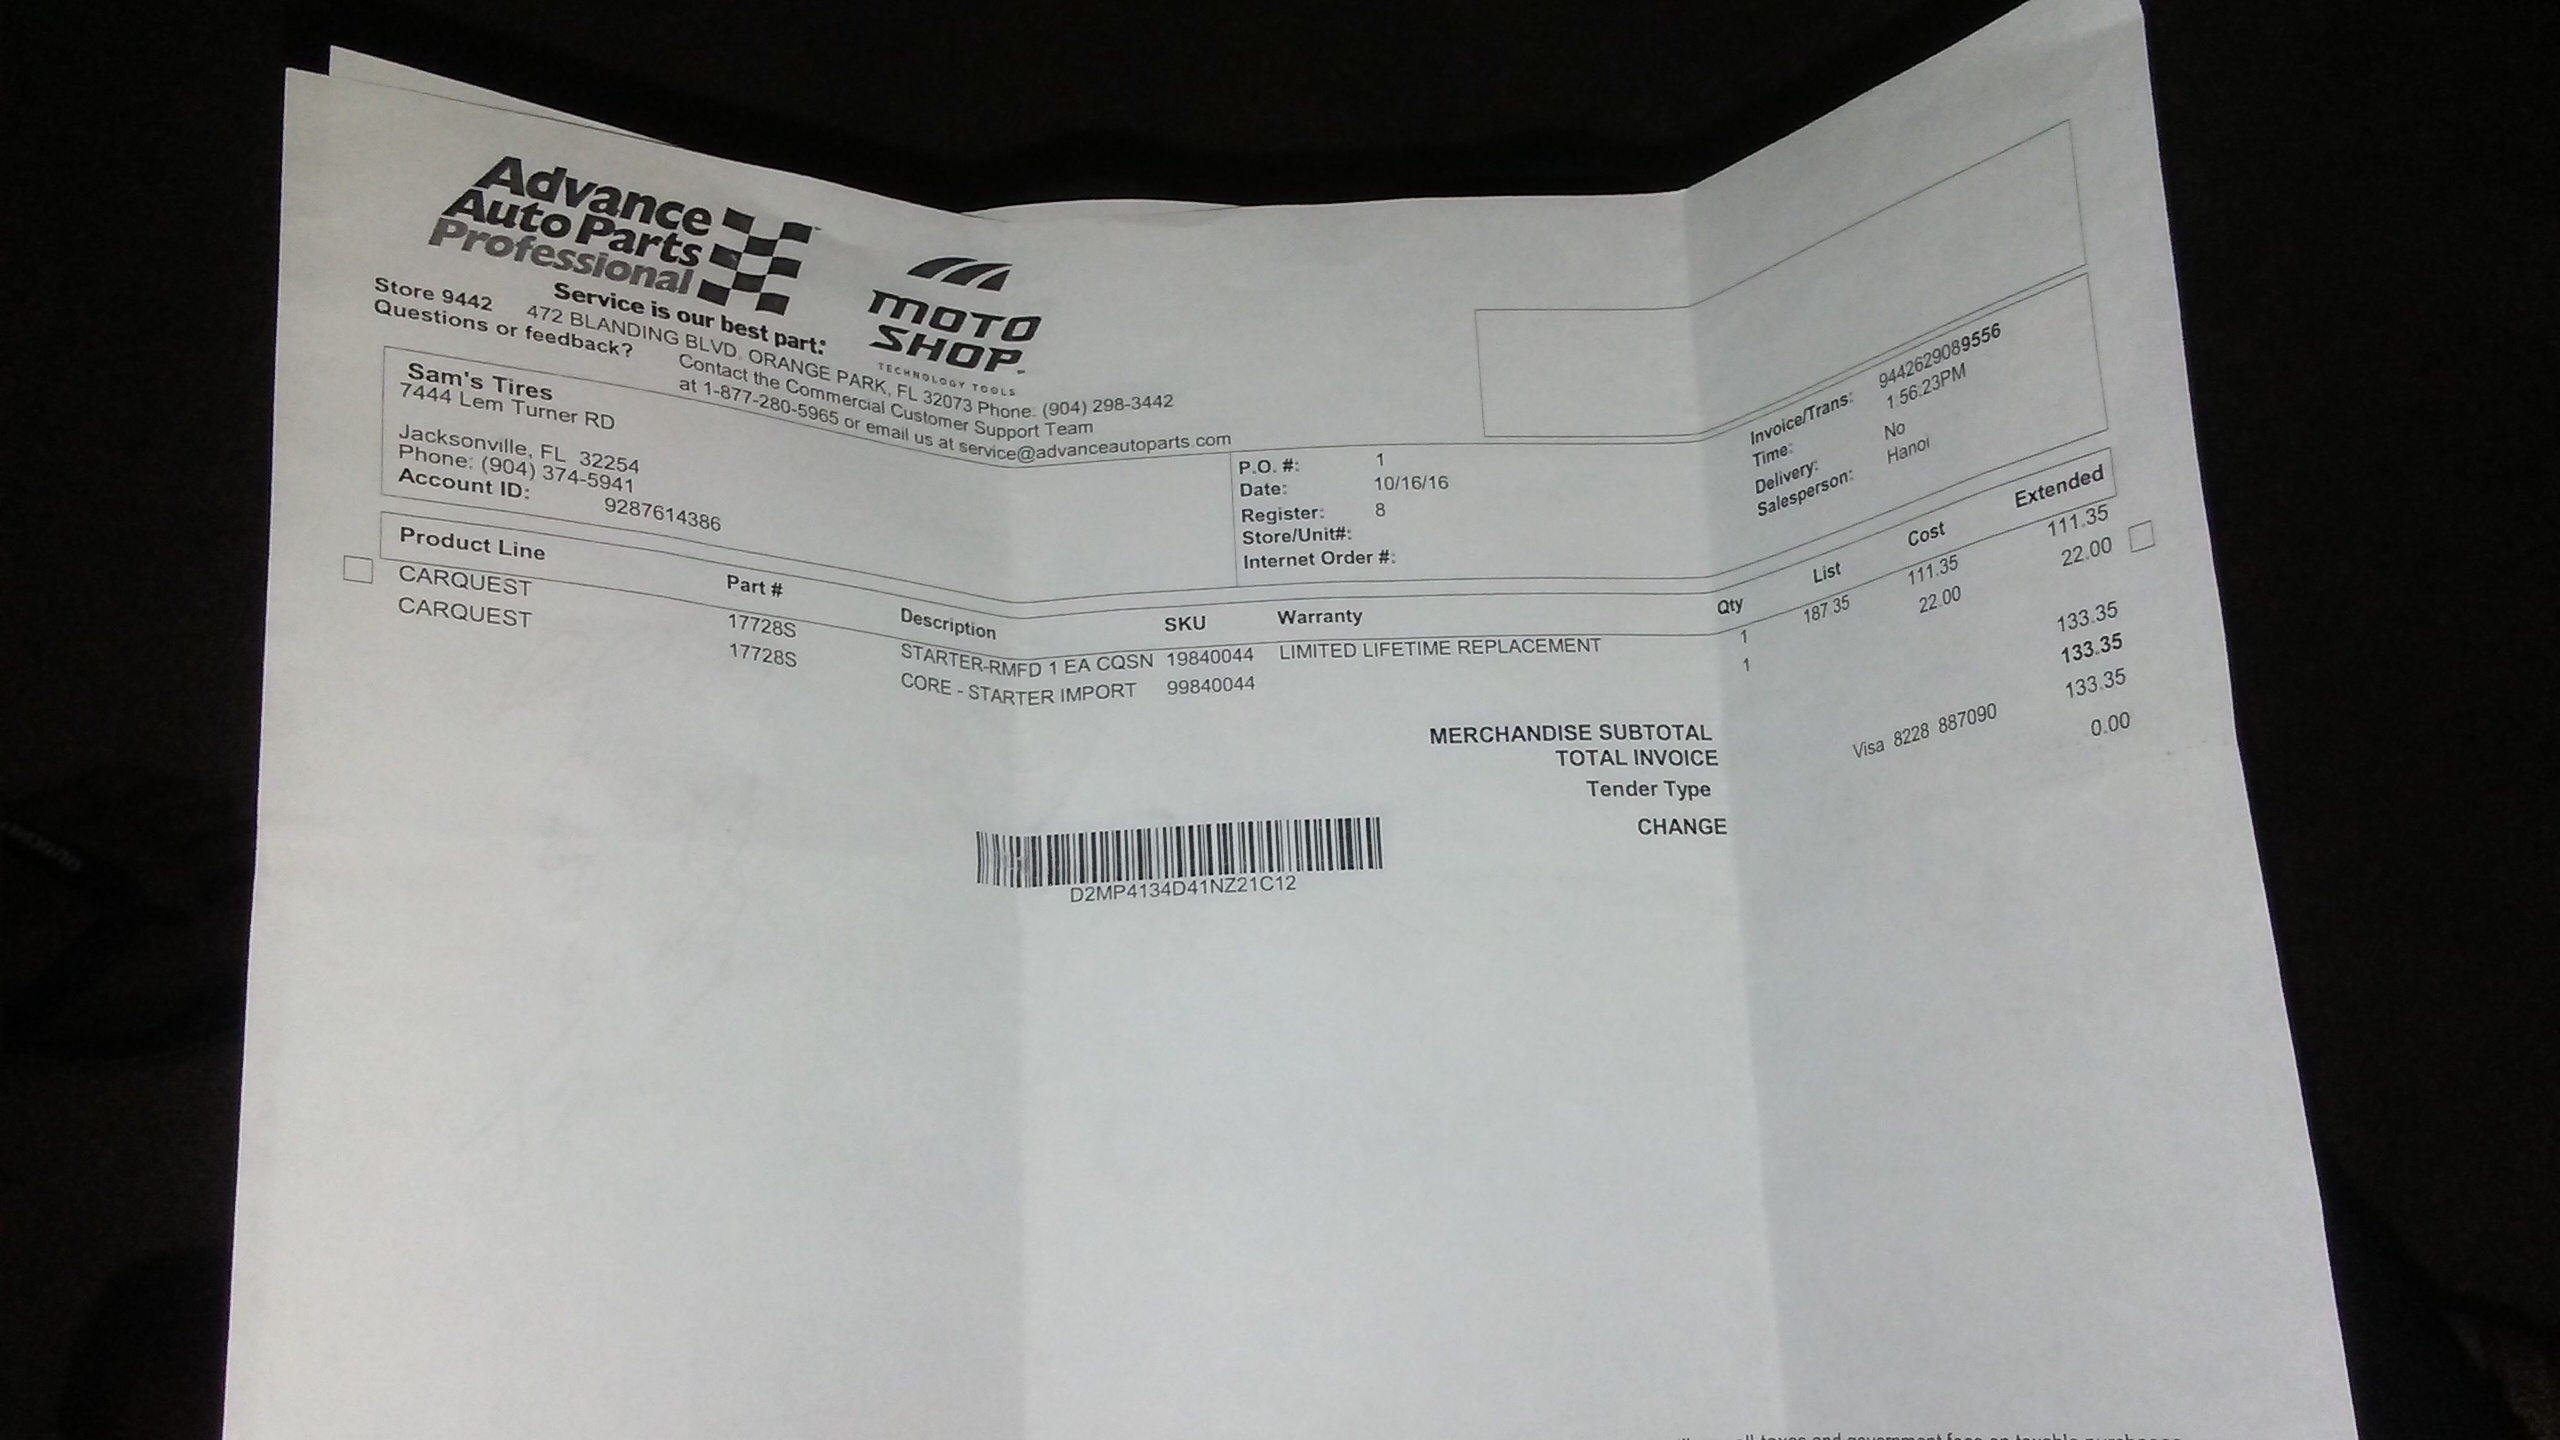 Advance
Auto Parts
Professional
Service is our best part:
MOTO
SHOP
TECHNOLOGY TOOLS
Store 9442 472 BLANDING BLVD. ORANGE PARK, FL 32073 Phone: (904) 298-3442
Questions or feedback? Contact the Commercial Customer Support Team
at 1-877-280-5965 or email us at service@advanceautoparts.com
Sam's Tires
7444 Lem Turner RD
Jacksonville, FL 32254
Phone: (904) 374-5941
Account ID: 9287614386
P.O. #: 1
Date: 10/16/16
Register: 8
Store/Unit#:
Internet Order #:
Invoice/Trans: 9442629089556
Time: 1:56:23PM
Delivery: No
Salesperson: Hanoi
Product Line Part # Description SKU Warranty Qty List Cost Extended
CARQUEST 17728S STARTER-RMFD 1 EA CQSN 19840044 LIMITED LIFETIME REPLACEMENT 1 187.35 111.35 111.35
CARQUEST 17728S CORE - STARTER IMPORT 99840044 1 22.00 22.00
MERCHANDISE SUBTOTAL 133.35
TOTAL INVOICE 133.35
Tender Type Visa 8228 887090 133.35
CHANGE 0.00
D2MP4134D41NZ21C12